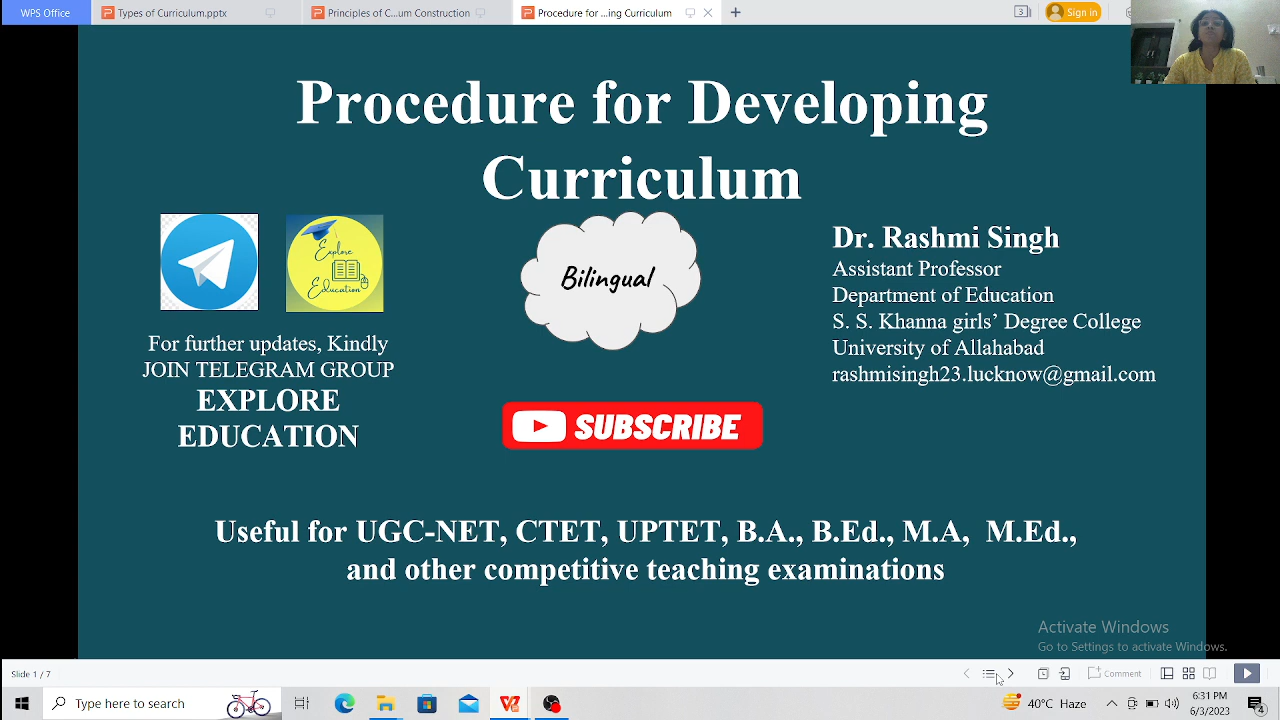 WPS Office
Types of Curriculum.pptx
Principles of C...um Construction
Procedure for ...ing Curriculum
Sign in
Procedure for Developing
Curriculum
Explore
Education
Bilingual
Dr. Rashmi Singh
Assistant Professor
Department of Education
S. S. Khanna girls’ Degree College
University of Allahabad
rashmisingh23.lucknow@gmail.com
For further updates, Kindly
JOIN TELEGRAM GROUP
EXPLORE
EDUCATION
SUBSCRIBE
Useful for UGC-NET, CTET, UPTET, B.A., B.Ed., M.A, M.Ed.,
and other competitive teaching examinations
Activate Windows
Go to Settings to activate Windows.
Slide 1 / 7
Comment
Type here to search
40°C Haze
6:31 PM
6/3/2023